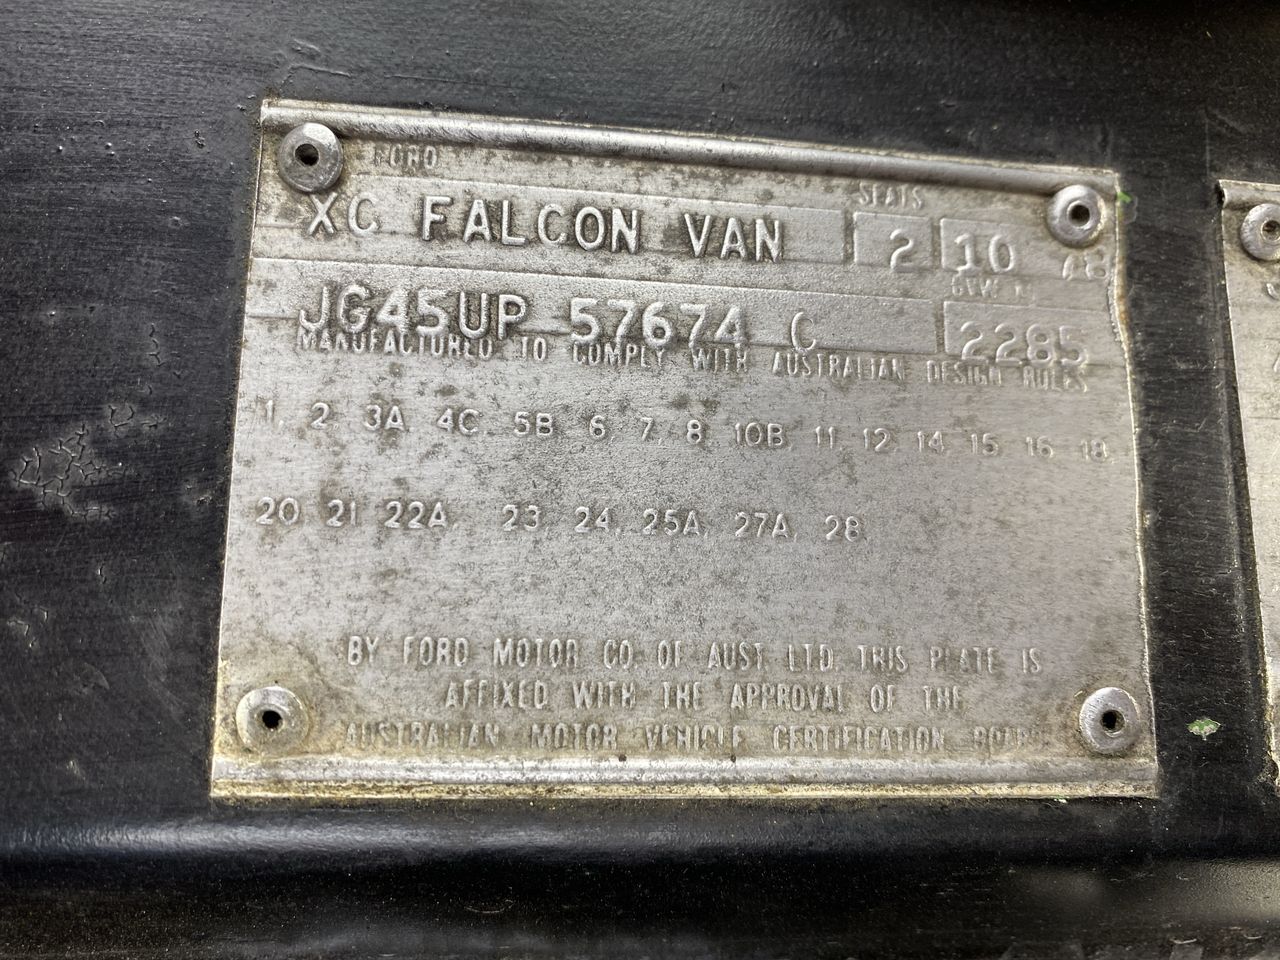 FORD SEATS
XC FALCON VAN 2 10 78
JG45UP 57674 C 2285
MANUFACTURED TO COMPLY WITH AUSTRALIAN DESIGN RULES
1, 2, 3A, 4C, 5B, 6, 7, 8, 10B, 11, 12, 14, 15, 16, 18,
20, 21, 22A, 23, 24, 25A, 27A, 28.
BY FORD MOTOR CO. OF AUST. LTD. THIS PLATE IS
AFFIXED WITH THE APPROVAL OF THE
AUSTRALIAN MOTOR VEHICLE CERTIFICATION BOARD